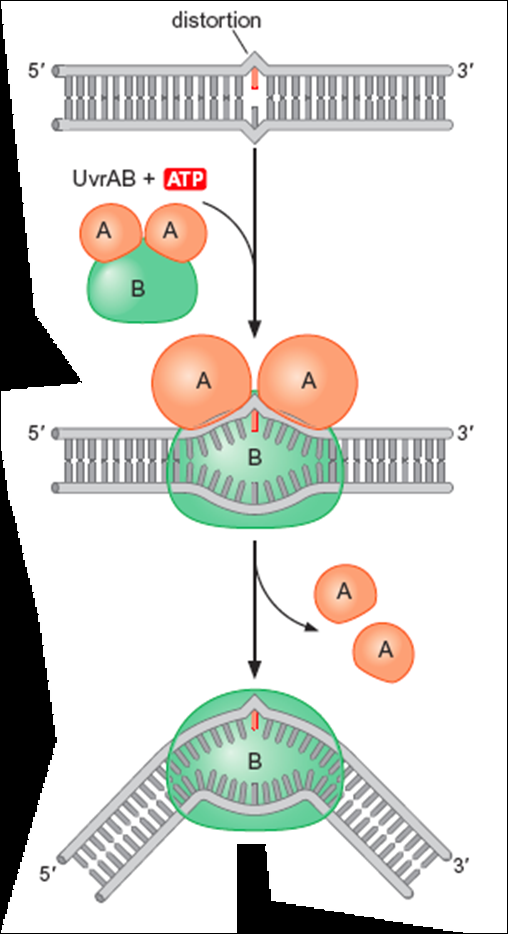 distortion
5′ 3′
UvrAB + ATP
A A
B
A A
5′ 3′
B
A
A
B
5′ 3′